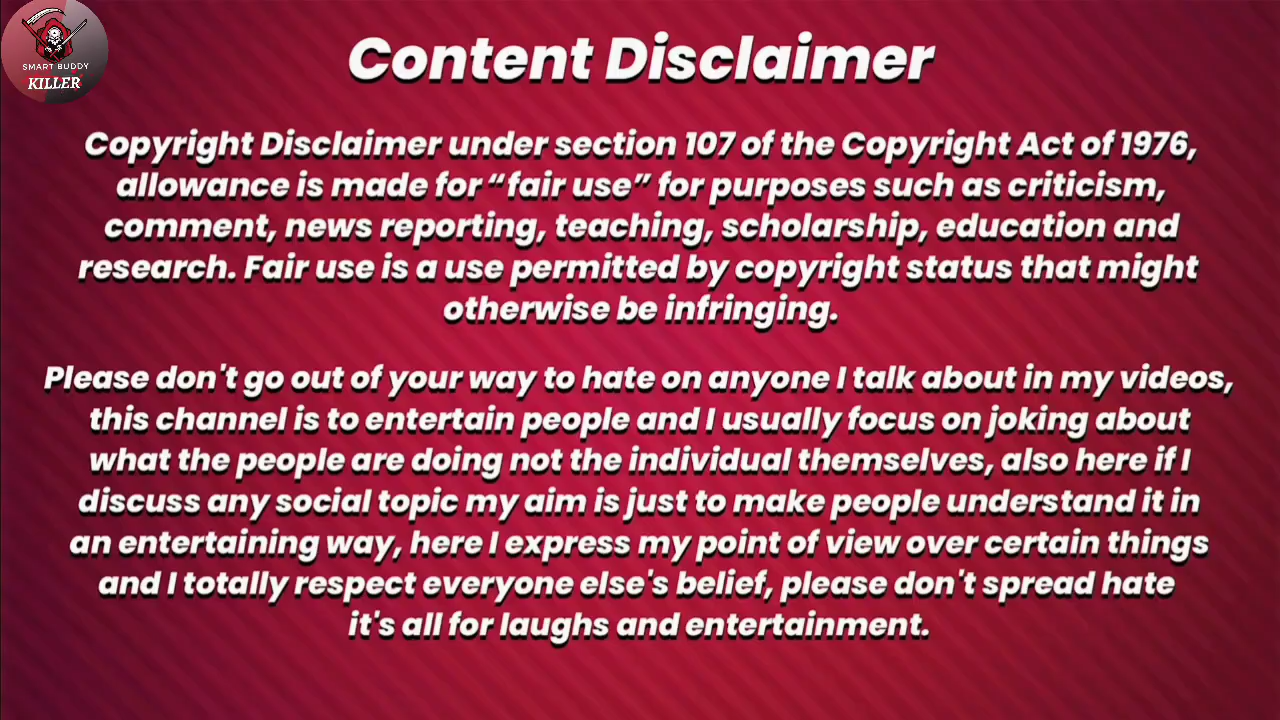 SMART BUDDY
KILLER
Content Disclaimer
Copyright Disclaimer under section 107 of the Copyright Act of 1976,
allowance is made for “fair use” for purposes such as criticism,
comment, news reporting, teaching, scholarship, education and
research. Fair use is a use permitted by copyright status that might
otherwise be infringing.
Please don't go out of your way to hate on anyone I talk about in my videos,
this channel is to entertain people and I usually focus on joking about
what the people are doing not the individual themselves, also here if I
discuss any social topic my aim is just to make people understand it in
an entertaining way, here I express my point of view over certain things
and I totally respect everyone else's belief, please don't spread hate
it's all for laughs and entertainment.